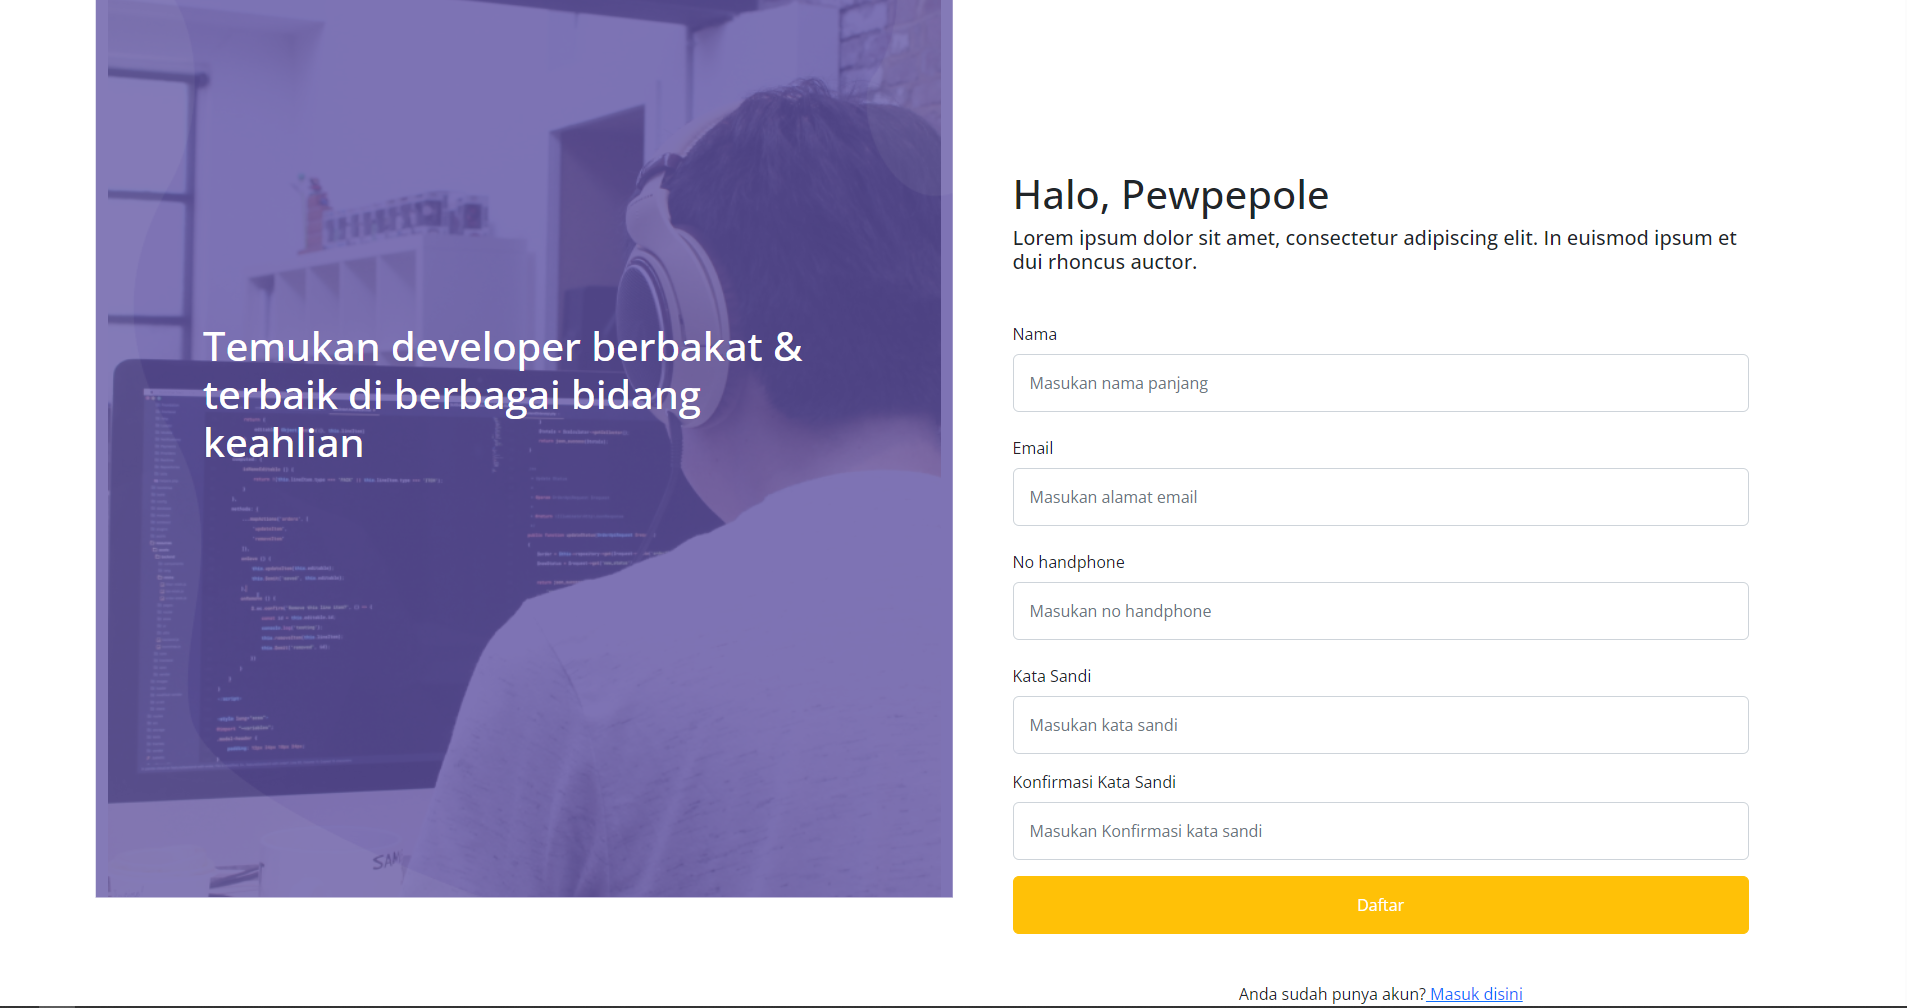 Temukan developer berbakat &
terbaik di berbagai bidang
keahlian
Halo, Pewpepole
Lorem ipsum dolor sit amet, consectetur adipiscing elit. In euismod ipsum et
dui rhoncus auctor.
Nama
Masukan nama panjang
Email
Masukan alamat email
No handphone
Masukan no handphone
Kata Sandi
Masukan kata sandi
Konfirmasi Kata Sandi
Masukan Konfirmasi kata sandi
Daftar
Anda sudah punya akun? Masuk disini